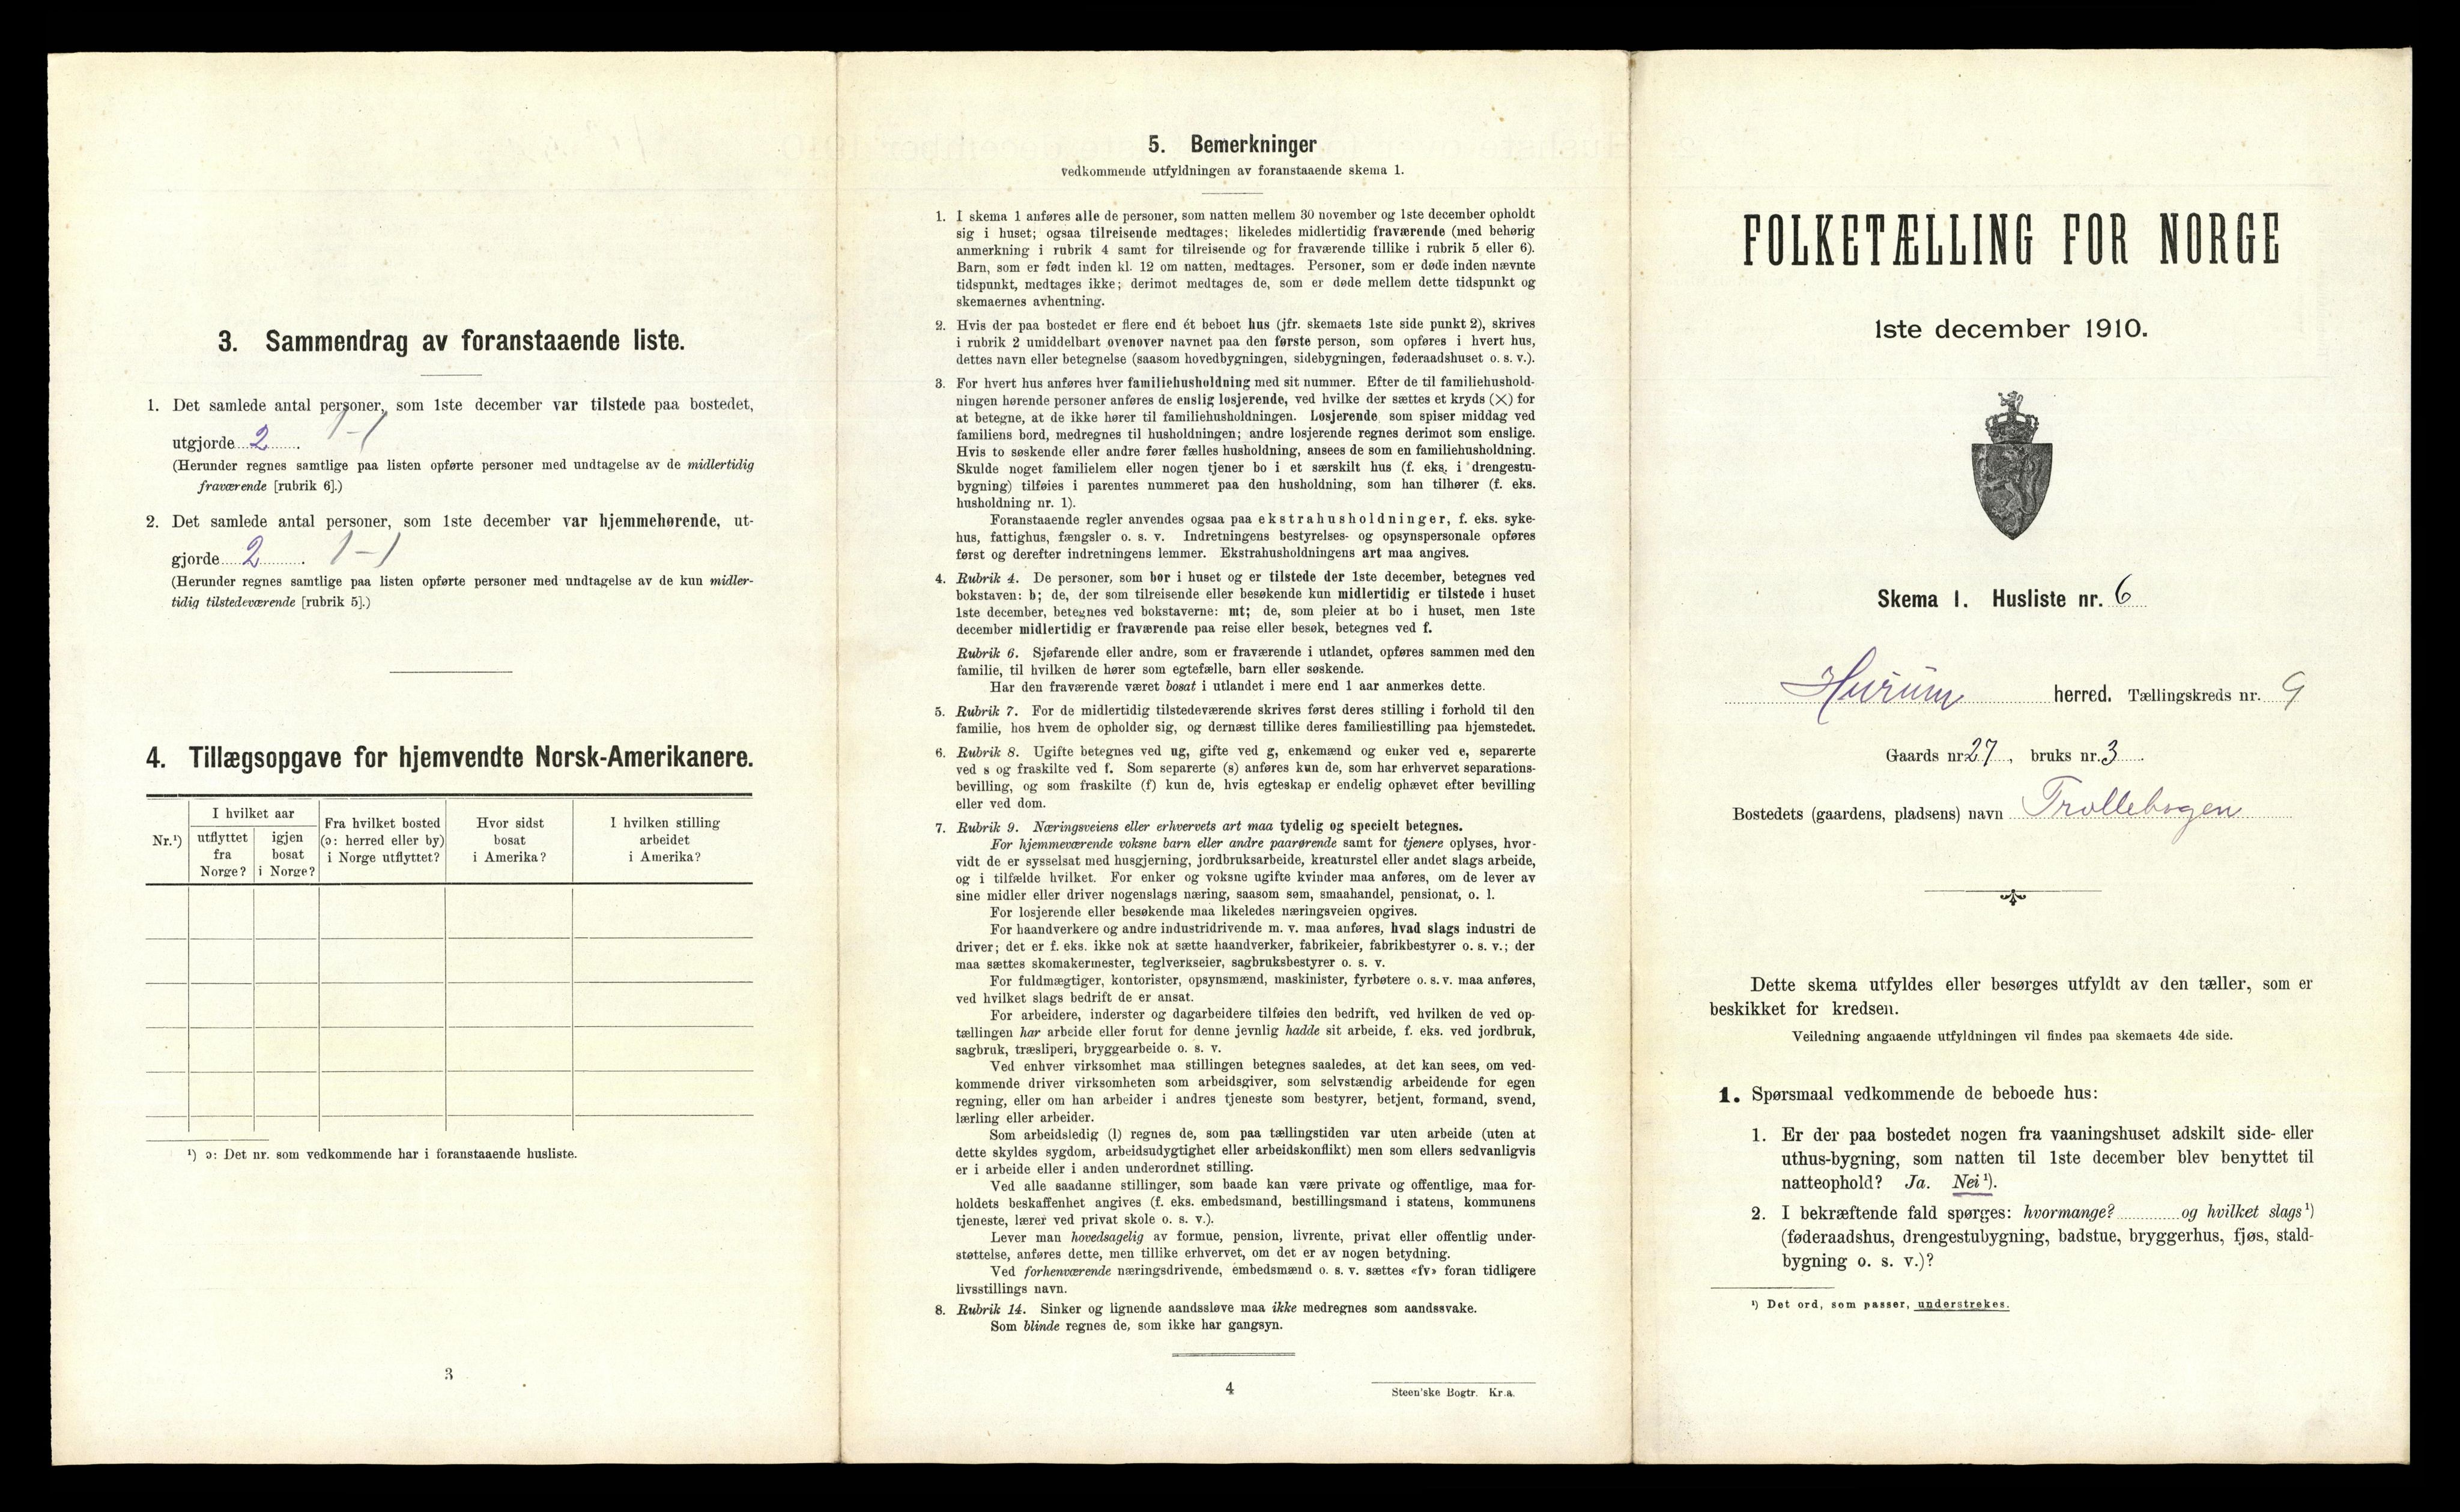 3. Sammendrag av foranstaaende liste.
1. Det samlede antal personer, som 1ste december var tilstede paa bostedet,
utgjorde 2 . 1-1
(Herunder regnes samtlige paa listen opførte personer med undtagelse av de midlertidig
fraværende [rubrik 6].)
2. Det samlede antal personer, som 1ste december var hjemmehørende, ut-
gjorde 2 . 1-1
(Herunder regnes samtlige paa listen opførte personer med undtagelse av de kun midler-
tidig tilstedeværende [rubrik 5].)
4. Tillægsopgave for hjemvendte Norsk-Amerikanere.
Nr.¹)
I hvilket aar
utflyttet
fra
Norge?
igjen
bosat
i Norge?
Fra hvilket bosted
(ɔ: herred eller by)
i Norge utflyttet?
Hvor sidst
bosat
i Amerika?
I hvilken stilling
arbeidet
i Amerika?
¹) ɔ: Det nr. som vedkommende har i foranstaaende husliste.
3
5. Bemerkninger
vedkommende utfyldningen av foranstaaende skema 1.
1. I skema 1 anføres alle de personer, som natten mellem 30 november og 1ste december opholdt
sig i huset; ogsaa tilreisende medtages; likeledes midlertidig fraværende (med behørig
anmerkning i rubrik 4 samt for tilreisende og for fraværende tillike i rubrik 5 eller 6).
Barn, som er født inden kl. 12 om natten, medtages. Personer, som er døde inden nævnte
tidspunkt, medtages ikke; derimot medtages de, som er døde mellem dette tidspunkt og
skemaernes avhentning.
2. Hvis der paa bostedet er flere end ét beboet hus (jfr. skemaets 1ste side punkt 2), skrives
i rubrik 2 umiddelbart ovenover navnet paa den første person, som opføres i hvert hus,
dettes navn eller betegnelse (saasom hovedbygningen, sidebygningen, føderaadshuset o. s. v.).
3. For hvert hus anføres hver familiehusholdning med sit nummer. Efter de til familiehushold-
ningen hørende personer anføres de enslig losjerende, ved hvilke der sættes et kryds (×) for
at betegne, at de ikke hører til familiehusholdningen. Losjerende som spiser middag ved
familiens bord, medregnes til husholdningen; andre losjerende regnes derimot som enslige.
Hvis to søskende eller andre fører fælles husholdning, ansees de som en familiehusholdning.
Skulde noget familielem eller nogen tjener bo i et særskilt hus (f. eks. i drengestu-
bygning) tilføies i parentes nummeret paa den husholdning, som han tilhører (f. eks.
husholdning nr. 1).
Foranstaaende regler anvendes ogsaa paa ekstrahusholdninger, f. eks. syke-
hus, fattighus, fængsler o. s. v. Indretningens bestyrelses- og opsynspersonale opføres
først og derefter indretningens lemmer. Ekstrahusholdningens art maa angives.
4. Rubrik 4. De personer, som bor i huset og er tilstede der 1ste december, betegnes ved
bokstaven: b; de, der som tilreisende eller besøkende kun midlertidig er tilstede i huset
1ste december, betegnes ved bokstaverne: mt; de, som pleier at bo i huset, men 1ste
december midlertidig er fraværende paa reise eller besøk, betegnes ved f.
Rubrik 6. Sjøfarende eller andre, som er fraværende i utlandet, opføres sammen med den
familie, til hvilken de hører som egtefælle, barn eller søskende.
Har den fraværende været bosat i utlandet i mere end 1 aar anmerkes dette.
5. Rubrik 7. For de midlertidig tilstedeværende skrives først deres stilling i forhold til den
familie, hos hvem de opholder sig, og dernæst tillike deres familiestilling paa hjemstedet.
6. Rubrik 8. Ugifte betegnes ved ug, gifte ved g, enkemænd og enker ved e, separerte
ved s og fraskilte ved f. Som separerte (s) anføres kun de, som har erhvervet separations-
bevilling, og som fraskilte (f) kun de, hvis egteskap er endelig ophævet efter bevilling
eller ved dom.
7. Rubrik 9. Næringsveiens eller erhvervets art maa tydelig og specielt betegnes.
For hjemmeværende voksne barn eller andre paarørende samt for tjenere oplyses, hvor-
vidt de er sysselsat med husgjerning, jordbruksarbeide, kreaturstel eller andet slags arbeide,
og i tilfælde hvilket. For enker og voksne ugifte kvinder maa anføres, om de lever av
sine midler eller driver nogenslags næring, saasom søm, smaahandel, pensionat, o. l.
For losjerende eller besøkende maa likeledes næringsveien opgives.
For haandverkere og andre industridrivende m. v. maa anføres, hvad slags industri de
driver; det er f. eks. ikke nok at sætte haandverker, fabrikeier, fabrikbestyrer o. s. v.; der
maa sættes skomakermester, teglverkseier, sagbruksbestyrer o. s. v.
For fuldmægtiger, kontorister, opsynsmænd, maskinister, fyrbøtere o. s. v. maa anføres,
ved hvilket slags bedrift de er ansat.
For arbeidere, inderster og dagarbeidere tilføies den bedrift, ved hvilken de ved op-
tællingen har arbeide eller forut for denne jevnlig hadde sit arbeide, f. eks. ved jordbruk,
sagbruk, træsliperi, bryggearbeide o. s. v.
Ved enhver virksomhet maa stillingen betegnes saaledes, at det kan sees, om ved-
kommende driver virksomheten som arbeidsgiver, som selvstændig arbeidende for egen
regning, eller om han arbeider i andres tjeneste som bestyrer, betjent, formand, svend,
lærling eller arbeider.
Som arbeidsledig (l) regnes de, som paa tællingstiden var uten arbeide (uten at
dette skyldes sygdom, arbeidsudygtighet eller arbeidskonflikt) men som ellers sedvanligvis
er i arbeide eller i anden underordnet stilling.
Ved alle saadanne stillinger, som baade kan være private og offentlige, maa for-
holdets beskaffenhet angives (f. eks. embedsmand, bestillingsmand i statens, kommunens
tjeneste, lærer ved privat skole o. s. v.).
Lever man hovedsagelig av formue, pension, livrente, privat eller offentlig under-
støttelse, anføres dette, men tillike erhvervet, om det er av nogen betydning.
Ved forhenværende næringsdrivende, embedsmænd o. s. v. sættes «fv» foran tidligere
livsstillings navn.
8. Rubrik 14. Sinker og lignende aandssløve maa ikke medregnes som aandssvake.
Som blinde regnes de, som ikke har gangsyn.
4
Steen'ske Bogtr. Kr.a.
FOLKETÆLLING FOR NORGE
1ste december 1910.
Skema 1. Husliste nr. 6
Hurum herred. Tællingskreds nr. 9
Gaards nr. 27, bruks nr. 3.
Bostedets (gaardens, pladsens) navn Trollebogen
Dette skema utfyldes eller besørges utfyldt av den tæller, som er
beskikket for kredsen.
Veiledning angaaende utfyldningen vil findes paa skemaets 4de side.
1. Spørsmaal vedkommende de beboede hus:
1. Er der paa bostedet nogen fra vaaningshuset adskilt side- eller
uthus-bygning, som natten til 1ste december blev benyttet til
natteophold? Ja. Nei ¹).
2. I bekræftende fald spørges: hvormange? og hvilket slags ¹)
(føderaadshus, drengestubygning, badstue, bryggerhus, fjøs, stald-
bygning o. s. v.)?
¹) Det ord, som passer, understrekes.